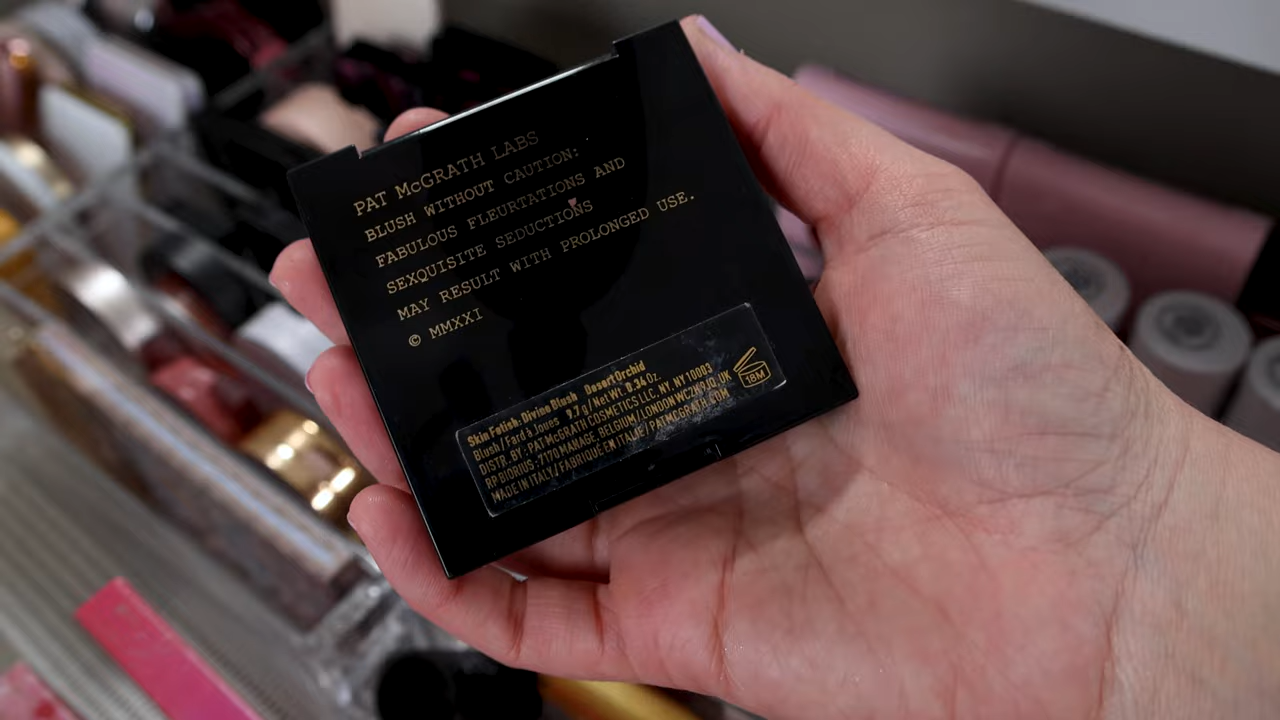 PAT McGRATH LABS
BLUSH WITHOUT CAUTION:
FABULOUS FLEURTATIONS AND
SEXQUISITE SEDUCTIONS
MAY RESULT WITH PROLONGED USE.
© MMXXI
Skin Fetish: Divine Blush Desert Orchid
Blush / Fard à Joues 9.7 g / Net Wt. 0.34 Oz.
DISTR. BY: PAT McGRATH COSMETICS LLC. NY, NY 10003
RP BIORIUS : 7170 MANAGE, BELGIUM / LONDON WC2W 9JQ UK
MADE IN ITALY / FABRIQUÉ EN ITALIE / PATMCGRATH.COM
18M